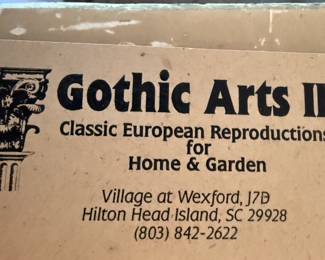 Gothic Arts II
Classic European Reproductions
for
Home & Garden
Village at Wexford, J7D
Hilton Head Island, SC 29928
(803) 842-2622